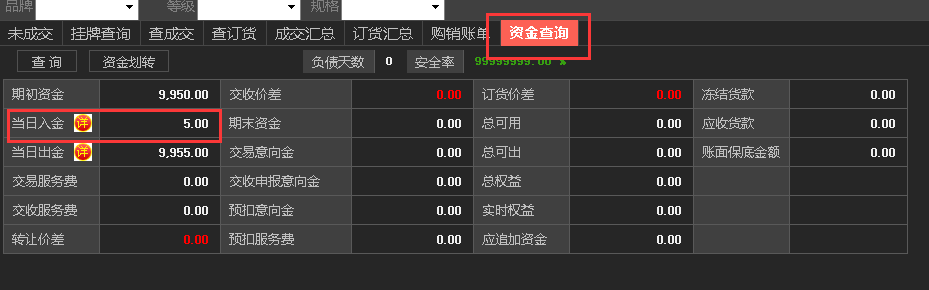 品牌 等级 规格
未成交 挂牌查询 查成交 查订货 成交汇总 订货汇总 购销账单 资金查询
查 询 资金划转 负债天数 0 安全率 99999999.00 %
期初资金 9,950.00 交收价差 0.00 订货价差 0.00 冻结货款 0.00
当日入金 详 5.00 期末资金 0.00 总可用 0.00 应收货款 0.00
当日出金 详 9,955.00 交易意向金 0.00 总可出 0.00 账面保底金额 0.00
交易服务费 0.00 交收申报意向金 0.00 总权益 0.00
交收服务费 0.00 预扣意向金 0.00 实时权益 0.00
转让价差 0.00 预扣服务费 0.00 应追加资金 0.00